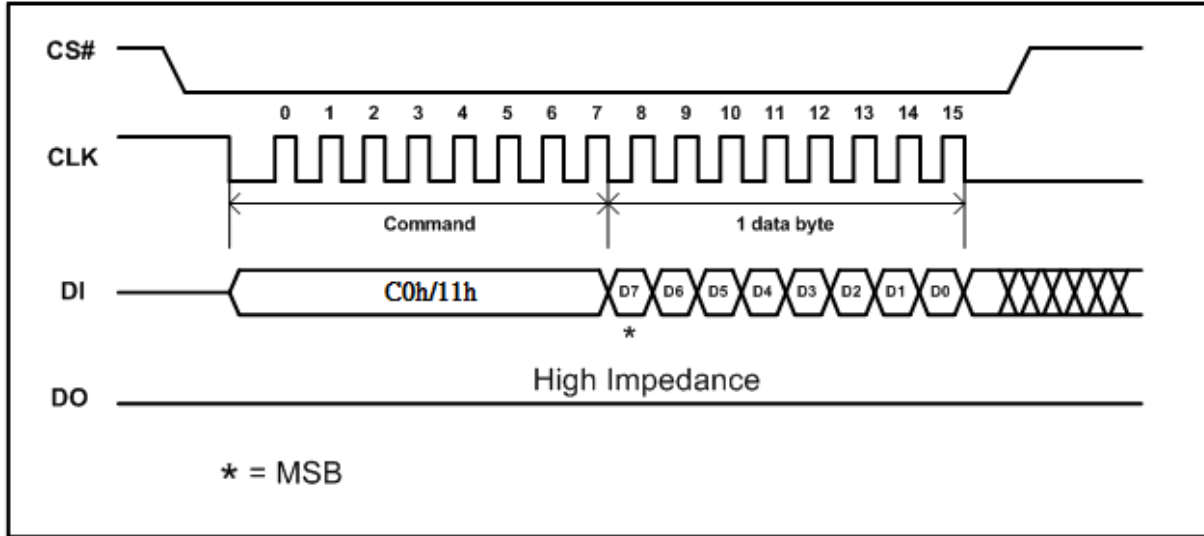 CS#
0 1 2 3 4 5 6 7 8 9 10 11 12 13 14 15
CLK
Command 1 data byte
DI C0h/11h D7 D6 D5 D4 D3 D2 D1 D0
*
High Impedance
DO
* = MSB